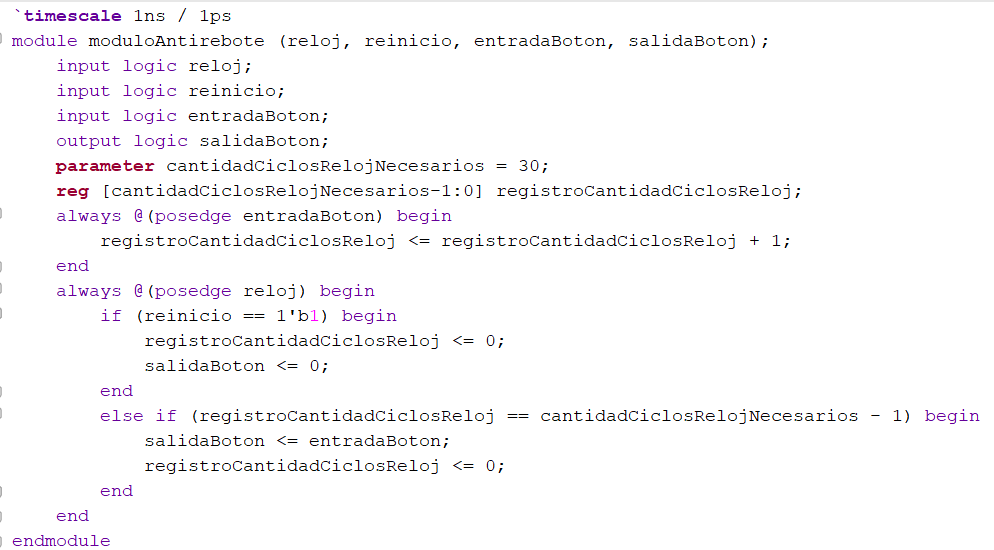 `timescale 1ns / 1ps
module moduloAntirebote (reloj, reinicio, entradaBoton, salidaBoton);
    input logic reloj;
    input logic reinicio;
    input logic entradaBoton;
    output logic salidaBoton;
    parameter cantidadCiclosRelojNecesarios = 30;
    reg [cantidadCiclosRelojNecesarios-1:0] registroCantidadCiclosReloj;
    always @(posedge entradaBoton) begin
        registroCantidadCiclosReloj <= registroCantidadCiclosReloj + 1;
    end
    always @(posedge reloj) begin
        if (reinicio == 1'b1) begin
            registroCantidadCiclosReloj <= 0;
            salidaBoton <= 0;
        end
        else if (registroCantidadCiclosReloj == cantidadCiclosRelojNecesarios - 1) begin
            salidaBoton <= entradaBoton;
            registroCantidadCiclosReloj <= 0;
        end
    end
endmodule